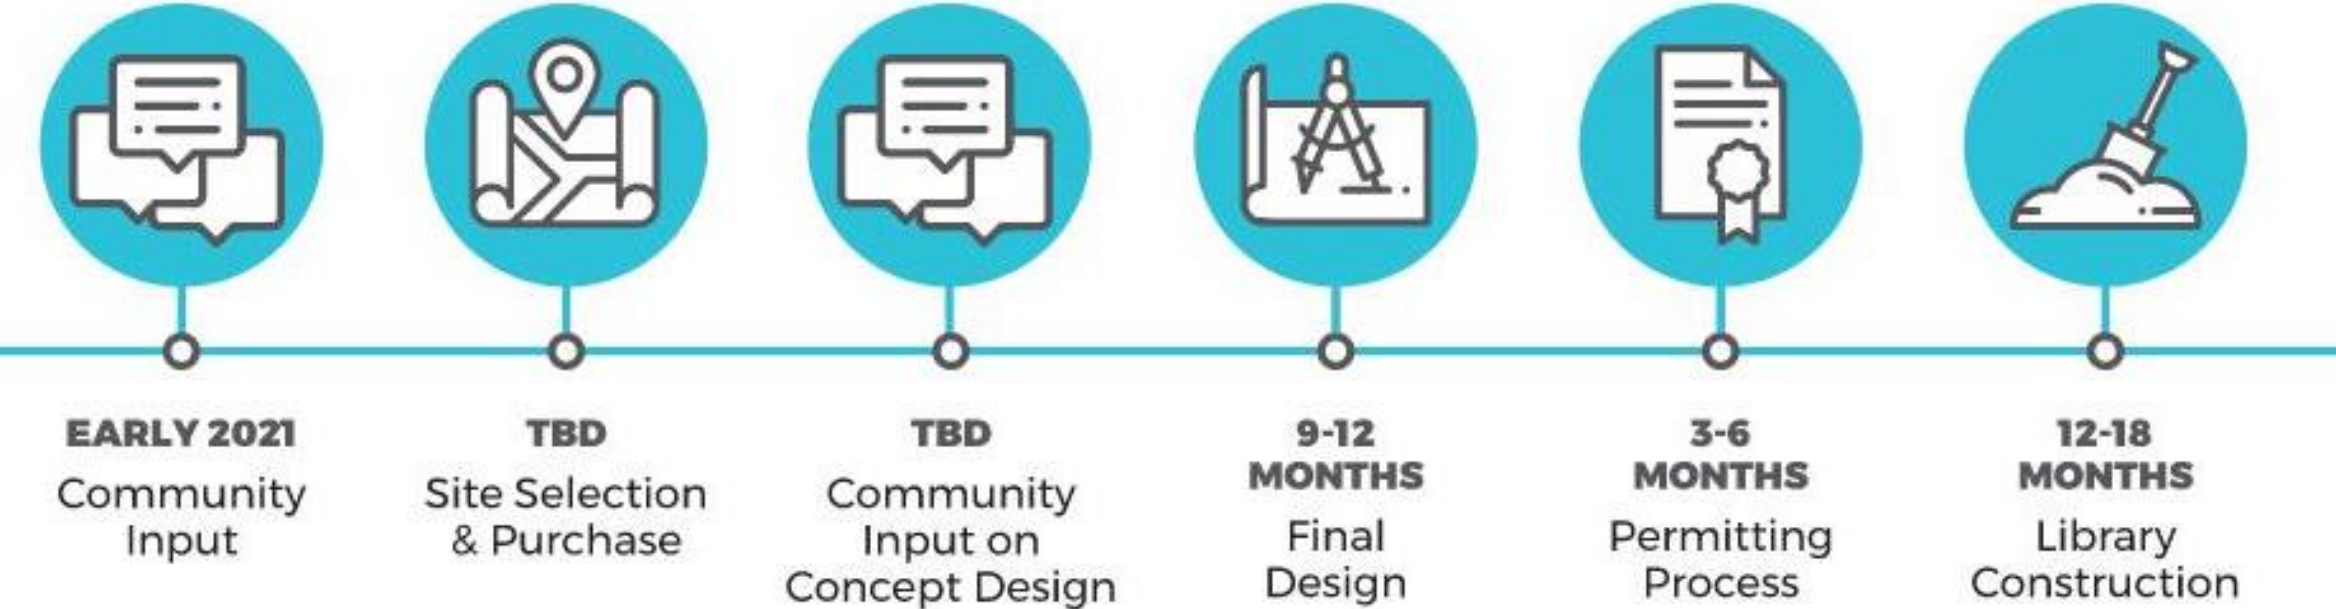 EARLY 2021
Community
Input
TBD
Site Selection
& Purchase
TBD
Community
Input on
Concept Design
9-12
MONTHS
Final
Design
3-6
MONTHS
Permitting
Process
12-18
MONTHS
Library
Construction